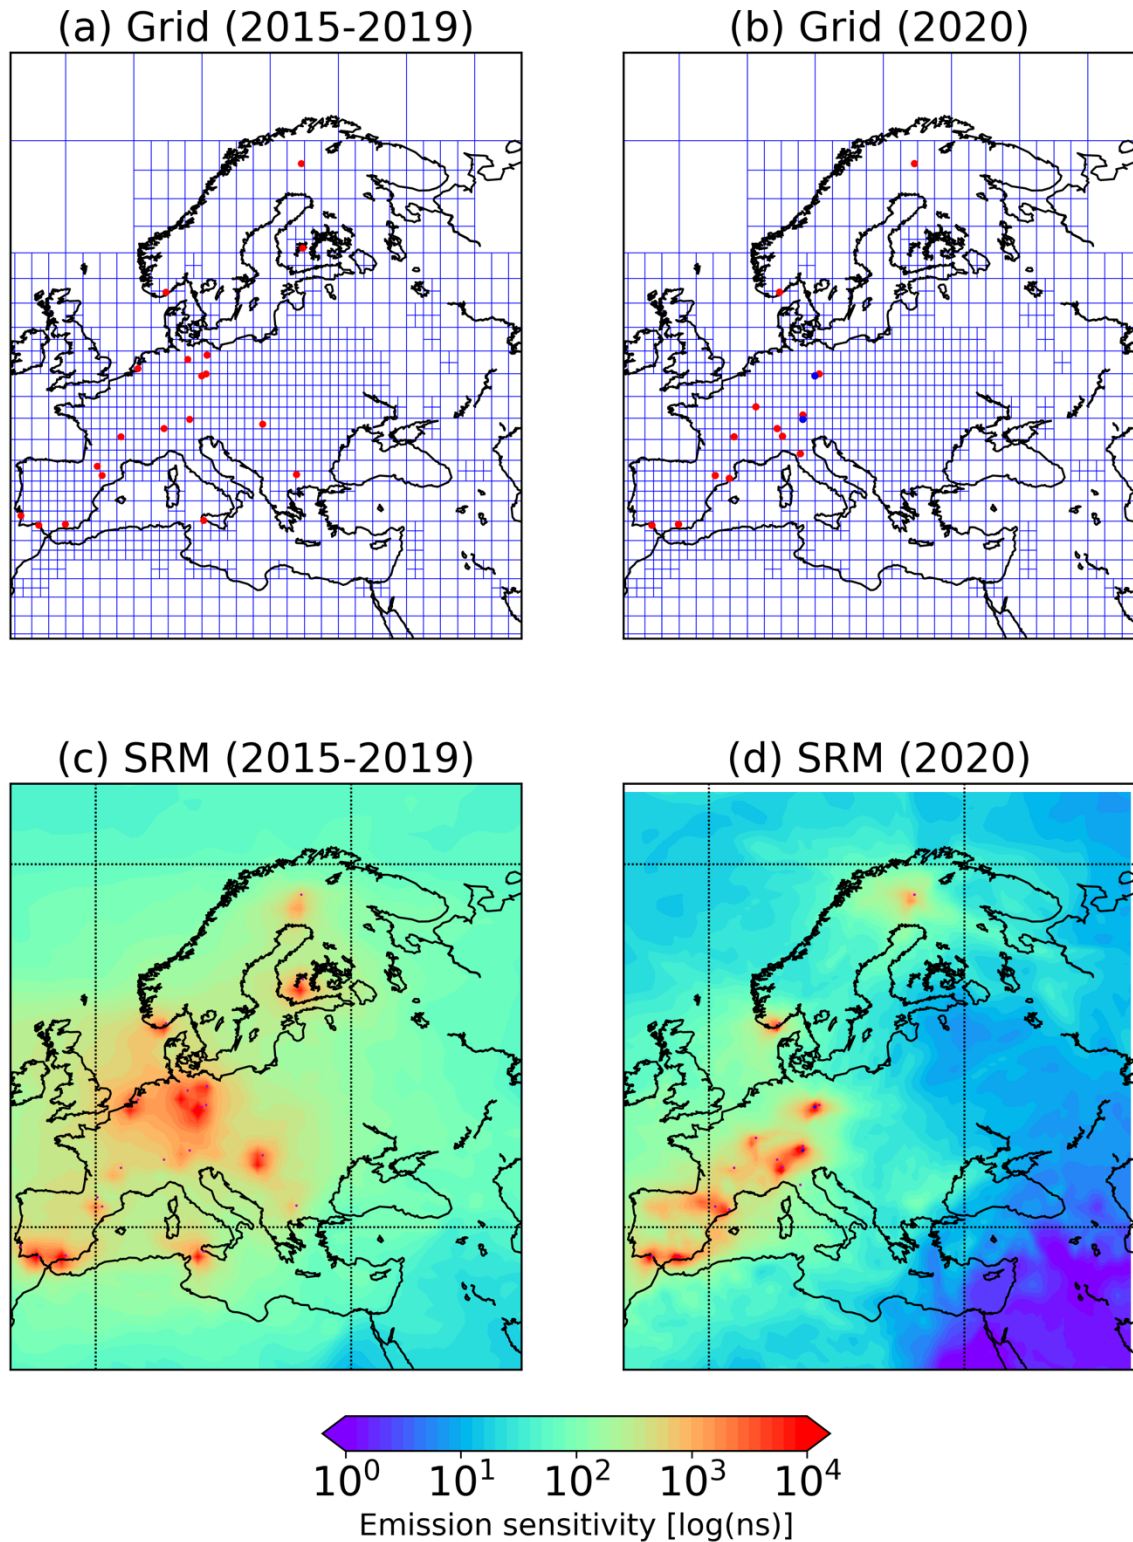 (a) Grid (2015-2019)
(b) Grid (2020)
(c) SRM (2015-2019)
(d) SRM (2020)
10⁰ 10¹ 10² 10³ 10⁴
Emission sensitivity [log(ns)]